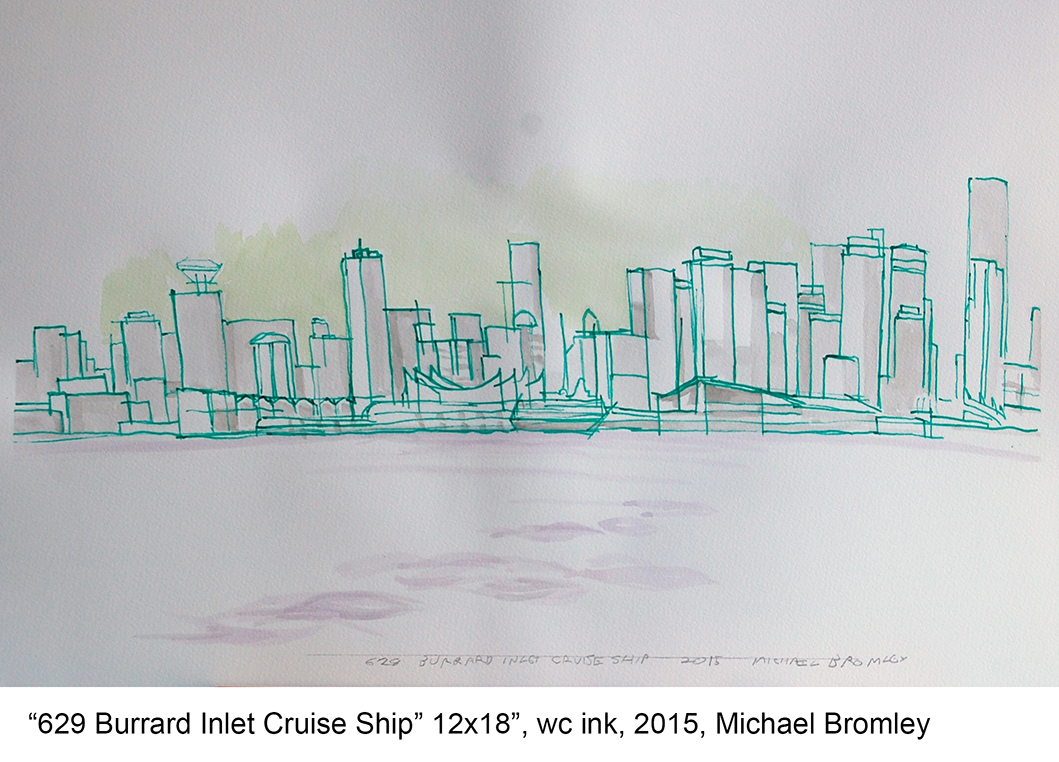 629 BURRARD INLET CRUISE SHIP 2015 MICHAEL BROMLEY
“629 Burrard Inlet Cruise Ship” 12x18”, wc ink, 2015, Michael Bromley